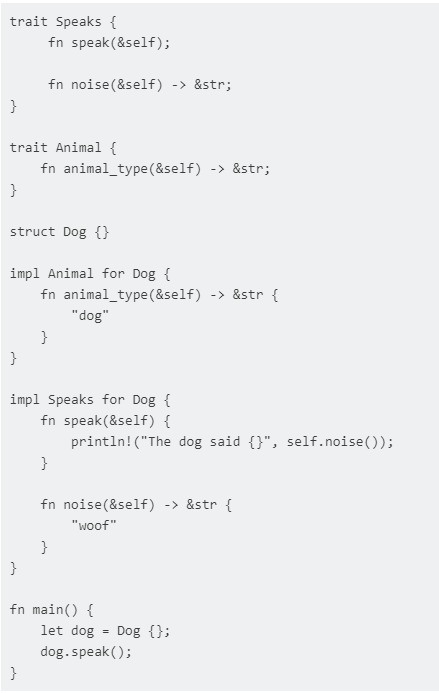 trait Speaks {
     fn speak(&self);

     fn noise(&self) -> &str;
}

trait Animal {
    fn animal_type(&self) -> &str;
}

struct Dog {}

impl Animal for Dog {
    fn animal_type(&self) -> &str {
        "dog"
    }
}

impl Speaks for Dog {
    fn speak(&self) {
        println!("The dog said {}", self.noise());
    }

    fn noise(&self) -> &str {
        "woof"
    }
}

fn main() {
    let dog = Dog {};
    dog.speak();
}